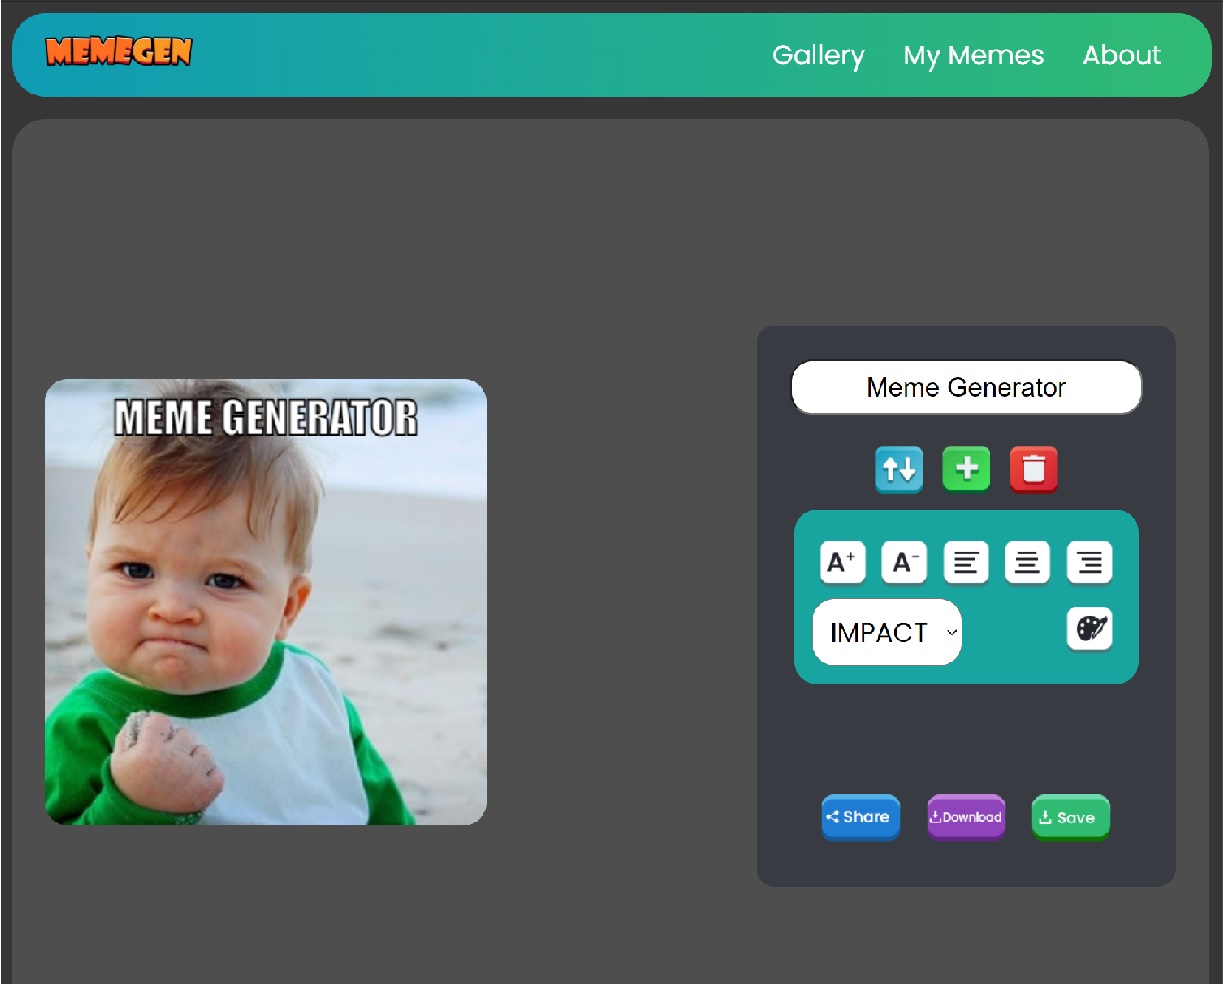 MEMEGEN
Gallery My Memes About
MEME GENERATOR
Meme Generator
A+ A-
IMPACT
Share Download Save